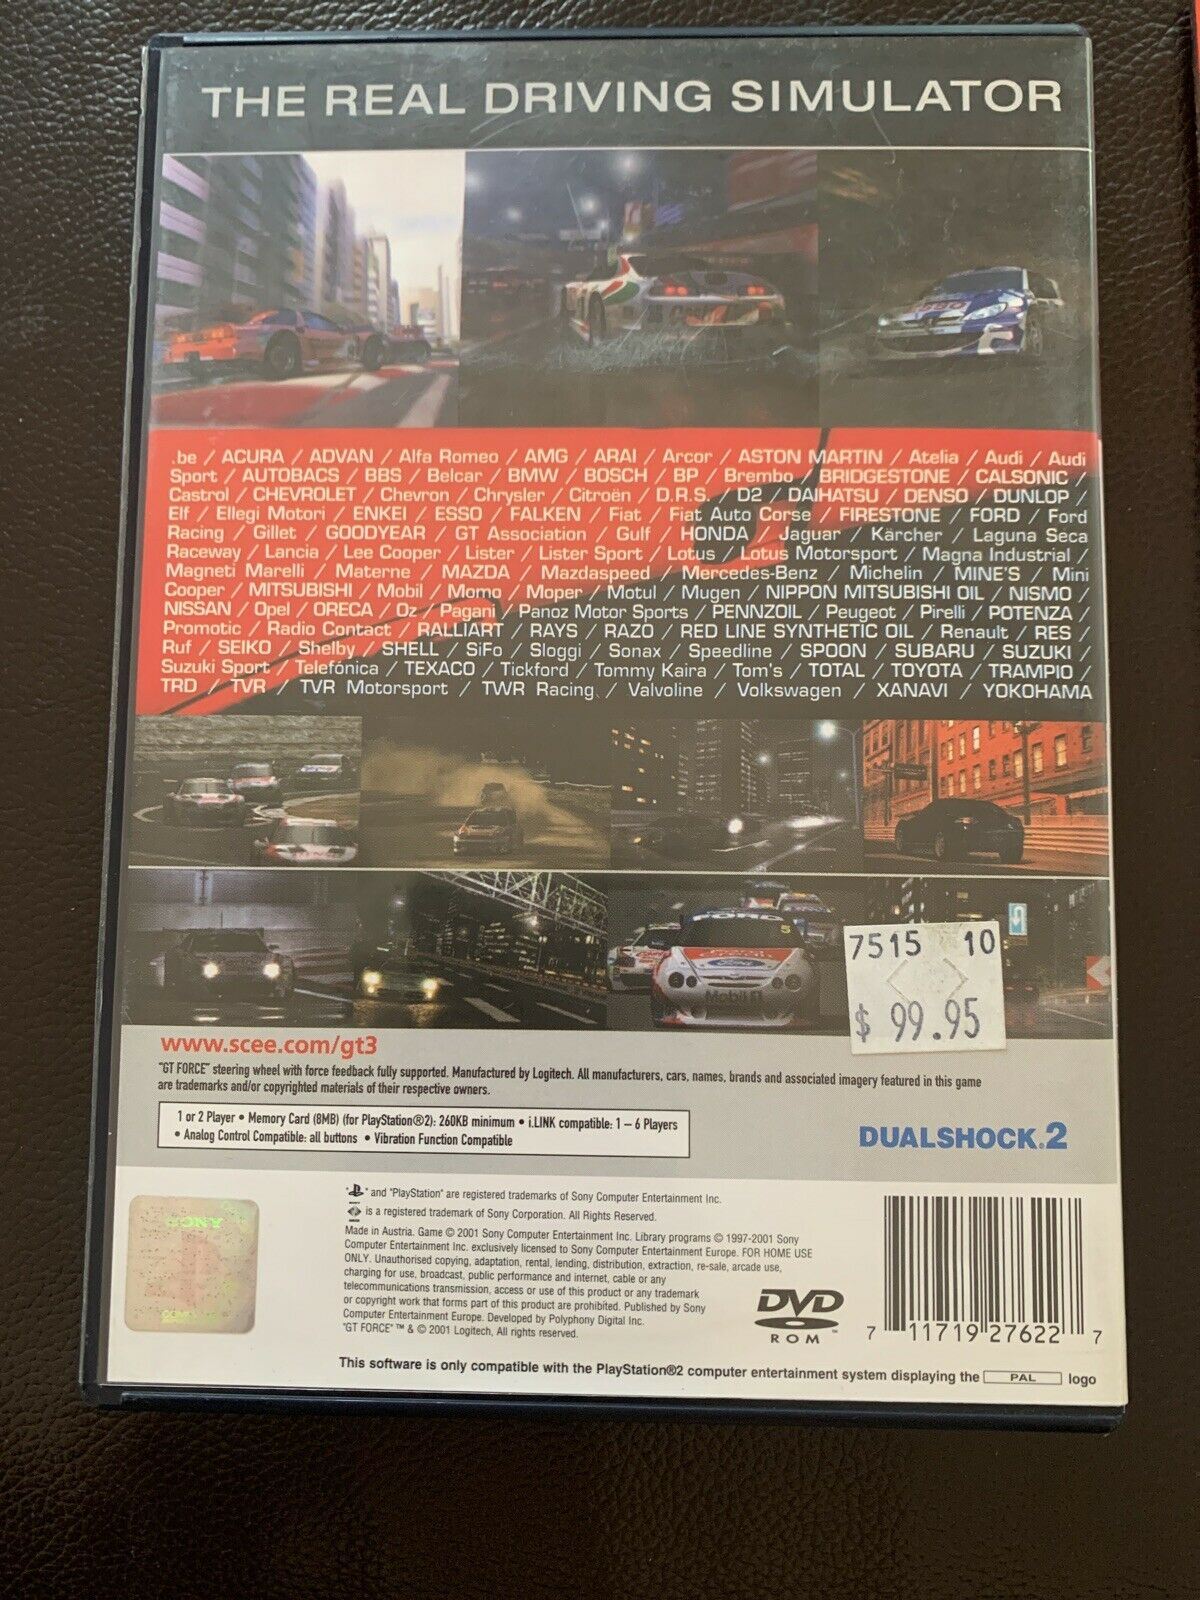 THE REAL DRIVING SIMULATOR
.be / ACURA / ADVAN / Alfa Romeo / AMG / ARAI / Arcor / ASTON MARTIN / Atelia / Audi / Audi
Sport / AUTOBACS / BBS / Belcar / BMW / BOSCH / BP / Brembo / BRIDGESTONE / CALSONIC /
Castrol / CHEVROLET / Chevron / Chrysler / Citroën / D.R.S. / D2 / DAIHATSU / DENSO / DUNLOP /
Elf / Ellegi Motori / ENKEI / ESSO / FALKEN / Fiat / Fiat Auto Corse / FIRESTONE / FORD / Ford
Racing / Gillet / GOODYEAR / GT Association / Gulf / HONDA / Jaguar / Kärcher / Laguna Seca
Raceway / Lancia / Lee Cooper / Lister / Lister Sport / Lotus / Lotus Motorsport / Magna Industrial /
Magneti Marelli / Materne / MAZDA / Mazdaspeed / Mercedes-Benz / Michelin / MINE'S / Mini
Cooper / MITSUBISHI / Mobil / Momo / Moper / Motul / Mugen / NIPPON MITSUBISHI OIL / NISMO /
NISSAN / Opel / ORECA / Oz / Pagani / Panoz Motor Sports / PENNZOIL / Peugeot / Pirelli / POTENZA /
Promotic / Radio Contact / RALLIART / RAYS / RAZO / RED LINE SYNTHETIC OIL / Renault / RES /
Ruf / SEIKO / Shelby / SHELL / SiFo / Sloggi / Sonax / Speedline / SPOON / SUBARU / SUZUKI /
Suzuki Sport / Telefónica / TEXACO / Tickford / Tommy Kaira / Tom's / TOTAL / TOYOTA / TRAMPIO /
TRD / TVR / TVR Motorsport / TWR Racing / Valvoline / Volkswagen / XANAVI / YOKOHAMA
FORD
5
Ford
Mobil 1
7515 10
$ 99.95
www.scee.com/gt3
"GT FORCE" steering wheel with force feedback fully supported. Manufactured by Logitech. All manufacturers, cars, names, brands and associated imagery featured in this game
are trademarks and/or copyrighted materials of their respective owners.
1 or 2 Player • Memory Card (8MB) (for PlayStation®2): 260KB minimum • i.LINK compatible: 1 – 6 Players
• Analog Control Compatible: all buttons • Vibration Function Compatible
DUALSHOCK.2
SONY
" " and "PlayStation" are registered trademarks of Sony Computer Entertainment Inc.
is a registered trademark of Sony Corporation. All Rights Reserved.
Made in Austria. Game © 2001 Sony Computer Entertainment Inc. Library programs © 1997-2001 Sony
Computer Entertainment Inc. exclusively licensed to Sony Computer Entertainment Europe. FOR HOME USE
ONLY. Unauthorised copying, adaptation, rental, lending, distribution, extraction, re-sale, arcade use,
charging for use, broadcast, public performance and internet, cable or any
telecommunications transmission, access or use of this product or any trademark
or copyright work that forms part of this product are prohibited. Published by Sony
Computer Entertainment Europe. Developed by Polyphony Digital Inc.
"GT FORCE" ™ & © 2001 Logitech, All rights reserved.
DVD
ROM
7 11719 27622 7
This software is only compatible with the PlayStation®2 computer entertainment system displaying the PAL logo